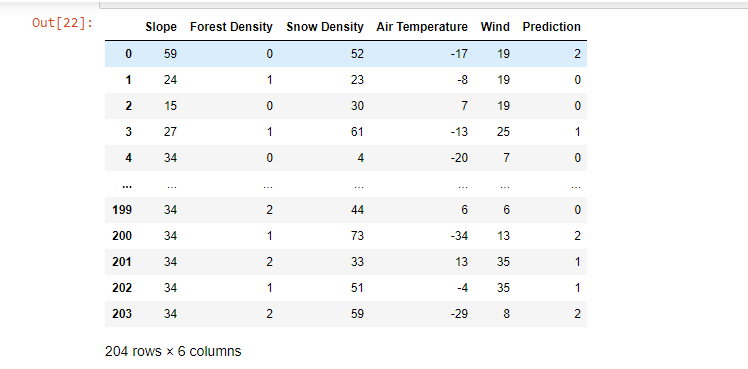 Out[22]:
Slope Forest Density Snow Density Air Temperature Wind Prediction
0 59 0 52 -17 19 2
1 24 1 23 -8 19 0
2 15 0 30 7 19 0
3 27 1 61 -13 25 1
4 34 0 4 -20 7 0
... ... ... ... ... ... ...
199 34 2 44 6 6 0
200 34 1 73 -34 13 2
201 34 2 33 13 35 1
202 34 1 51 -4 35 1
203 34 2 59 -29 8 2
204 rows × 6 columns